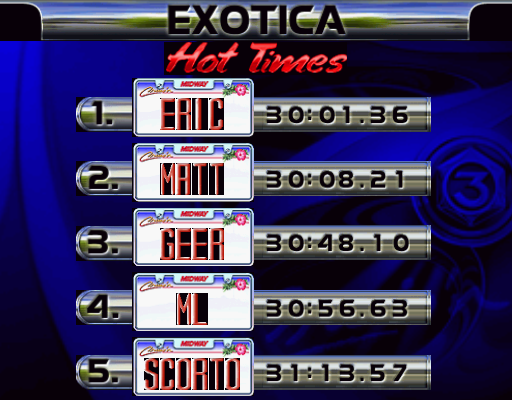 EXOTICA
Hot Times
1. MIDWAY ERIC 30:01.36
2. MIDWAY MATT 30:08.21
3. MIDWAY GEER 30:48.10
4. MIDWAY ML 30:56.63
5. MIDWAY SCORTO 31:13.57
3